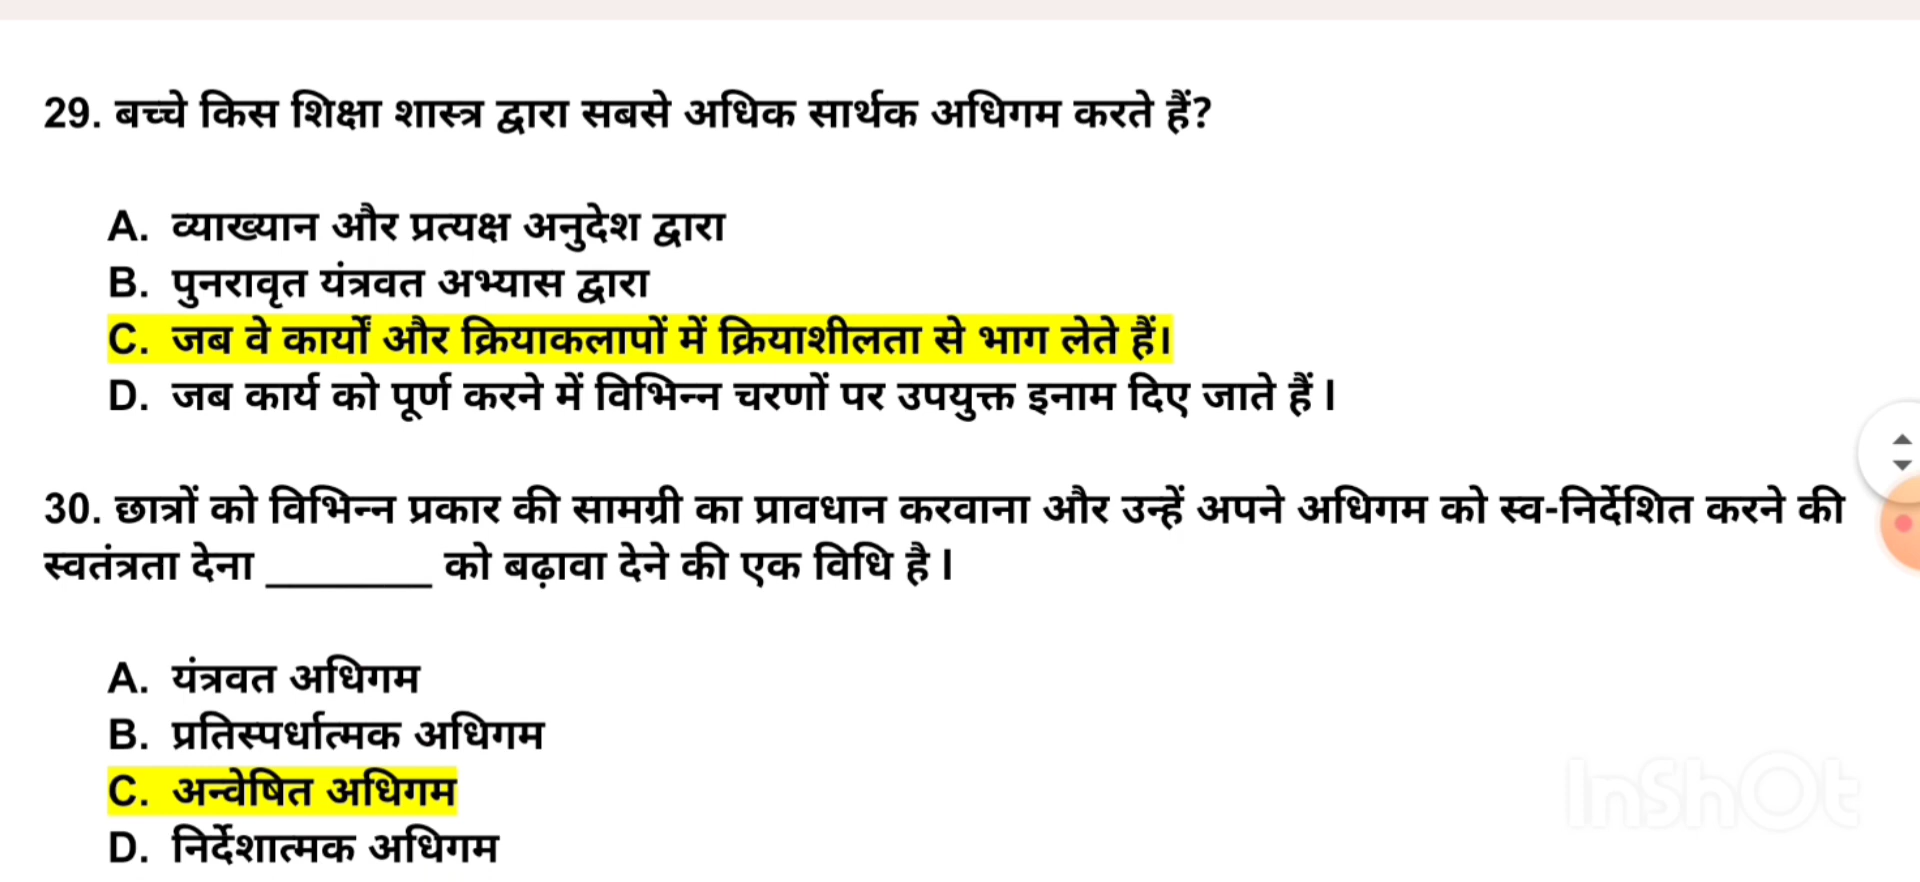 29. बच्चे किस शिक्षा शास्त्र द्वारा सबसे अधिक सार्थक अधिगम करते हैं?
A. व्याख्यान और प्रत्यक्ष अनुदेश द्वारा
B. पुनरावृत यंत्रवत अभ्यास द्वारा
C. जब वे कार्यों और क्रियाकलापों में क्रियाशीलता से भाग लेते हैं।
D. जब कार्य को पूर्ण करने में विभिन्न चरणों पर उपयुक्त इनाम दिए जाते हैं ।
30. छात्रों को विभिन्न प्रकार की सामग्री का प्रावधान करवाना और उन्हें अपने अधिगम को स्व-निर्देशित करने की
स्वतंत्रता देना ________ को बढ़ावा देने की एक विधि है ।
A. यंत्रवत अधिगम
B. प्रतिस्पर्धात्मक अधिगम
C. अन्वेषित अधिगम
D. निर्देशात्मक अधिगम
InShOt